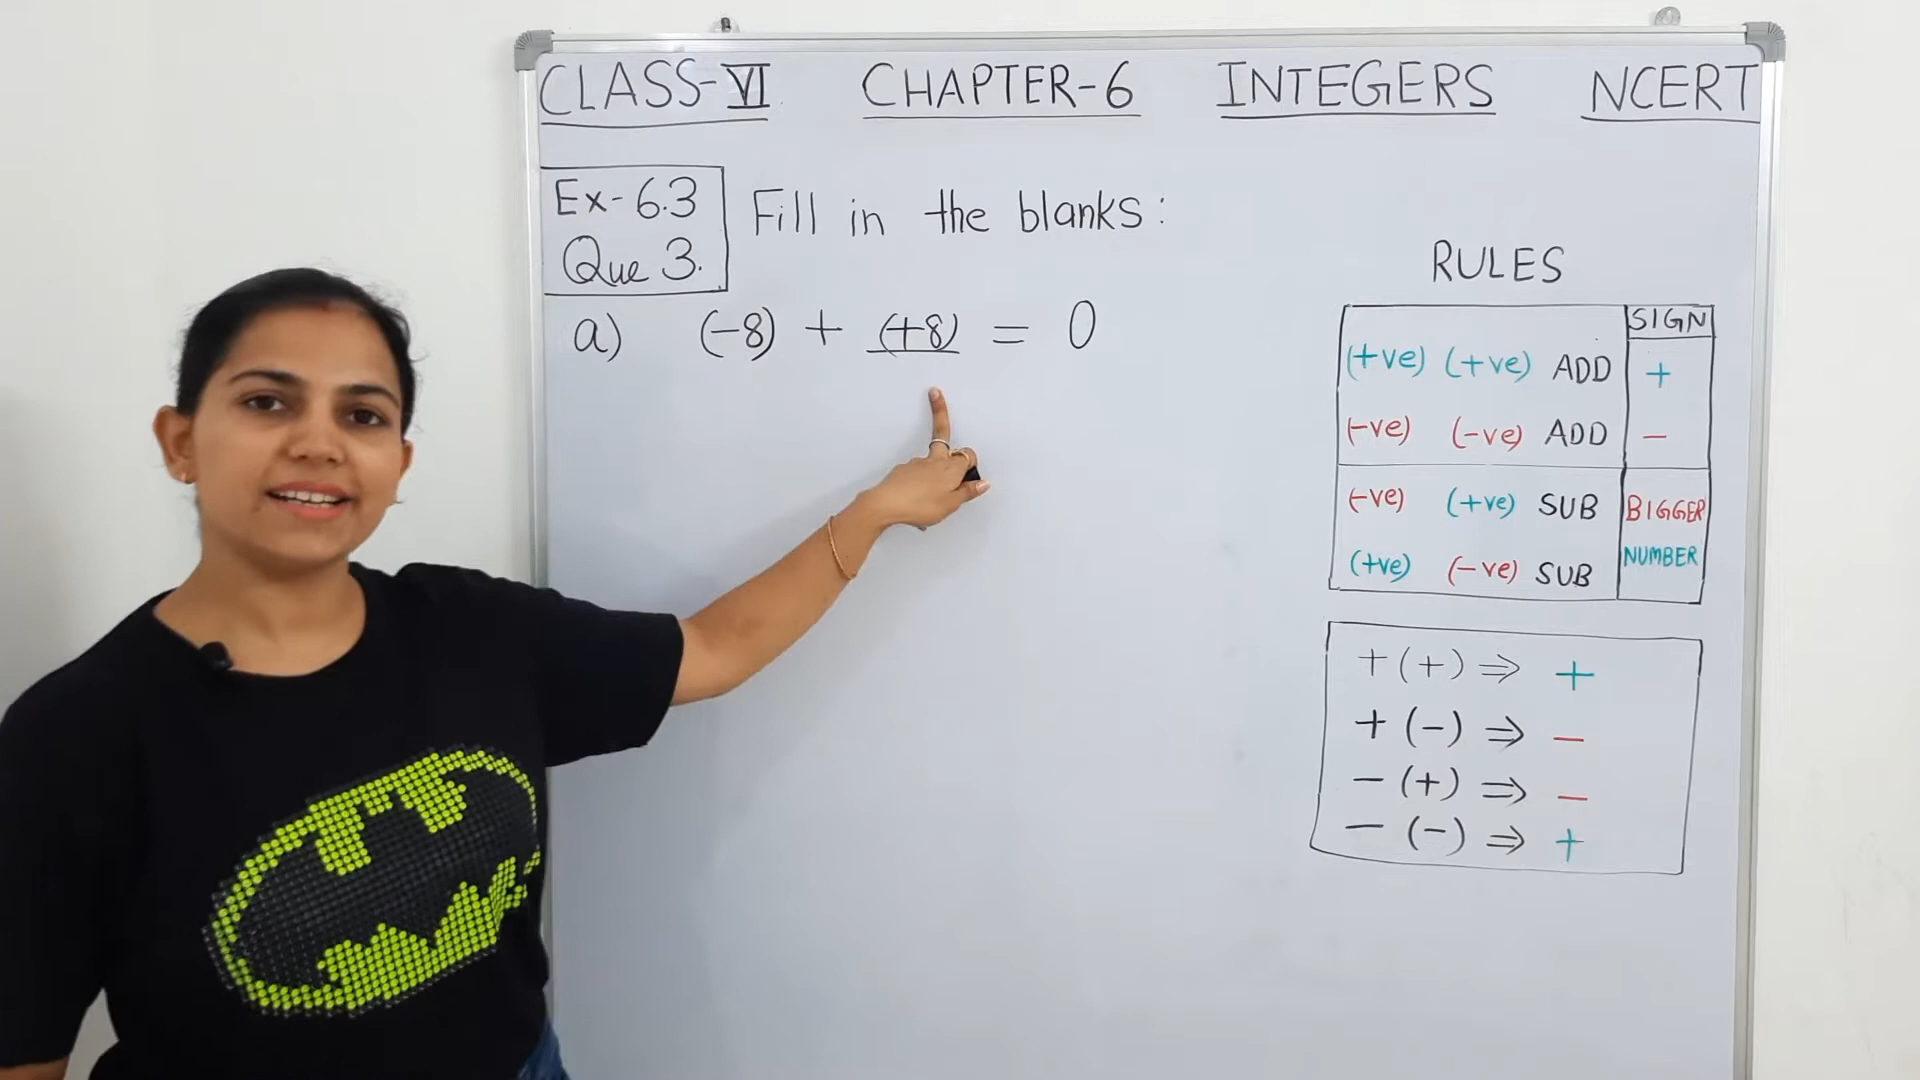 CLASS-VI CHAPTER-6 INTEGERS NCERT
Ex-6.3
Que 3.
Fill in the blanks:
a) (-8) + (+8) = 0
RULES
SIGN
(+ve) (+ve) ADD +
(-ve) (-ve) ADD -
(-ve) (+ve) SUB BIGGER
NUMBER
(+ve) (-ve) SUB
+ (+) ⇒ +
+ (-) ⇒ -
- (+) ⇒ -
- (-) ⇒ +